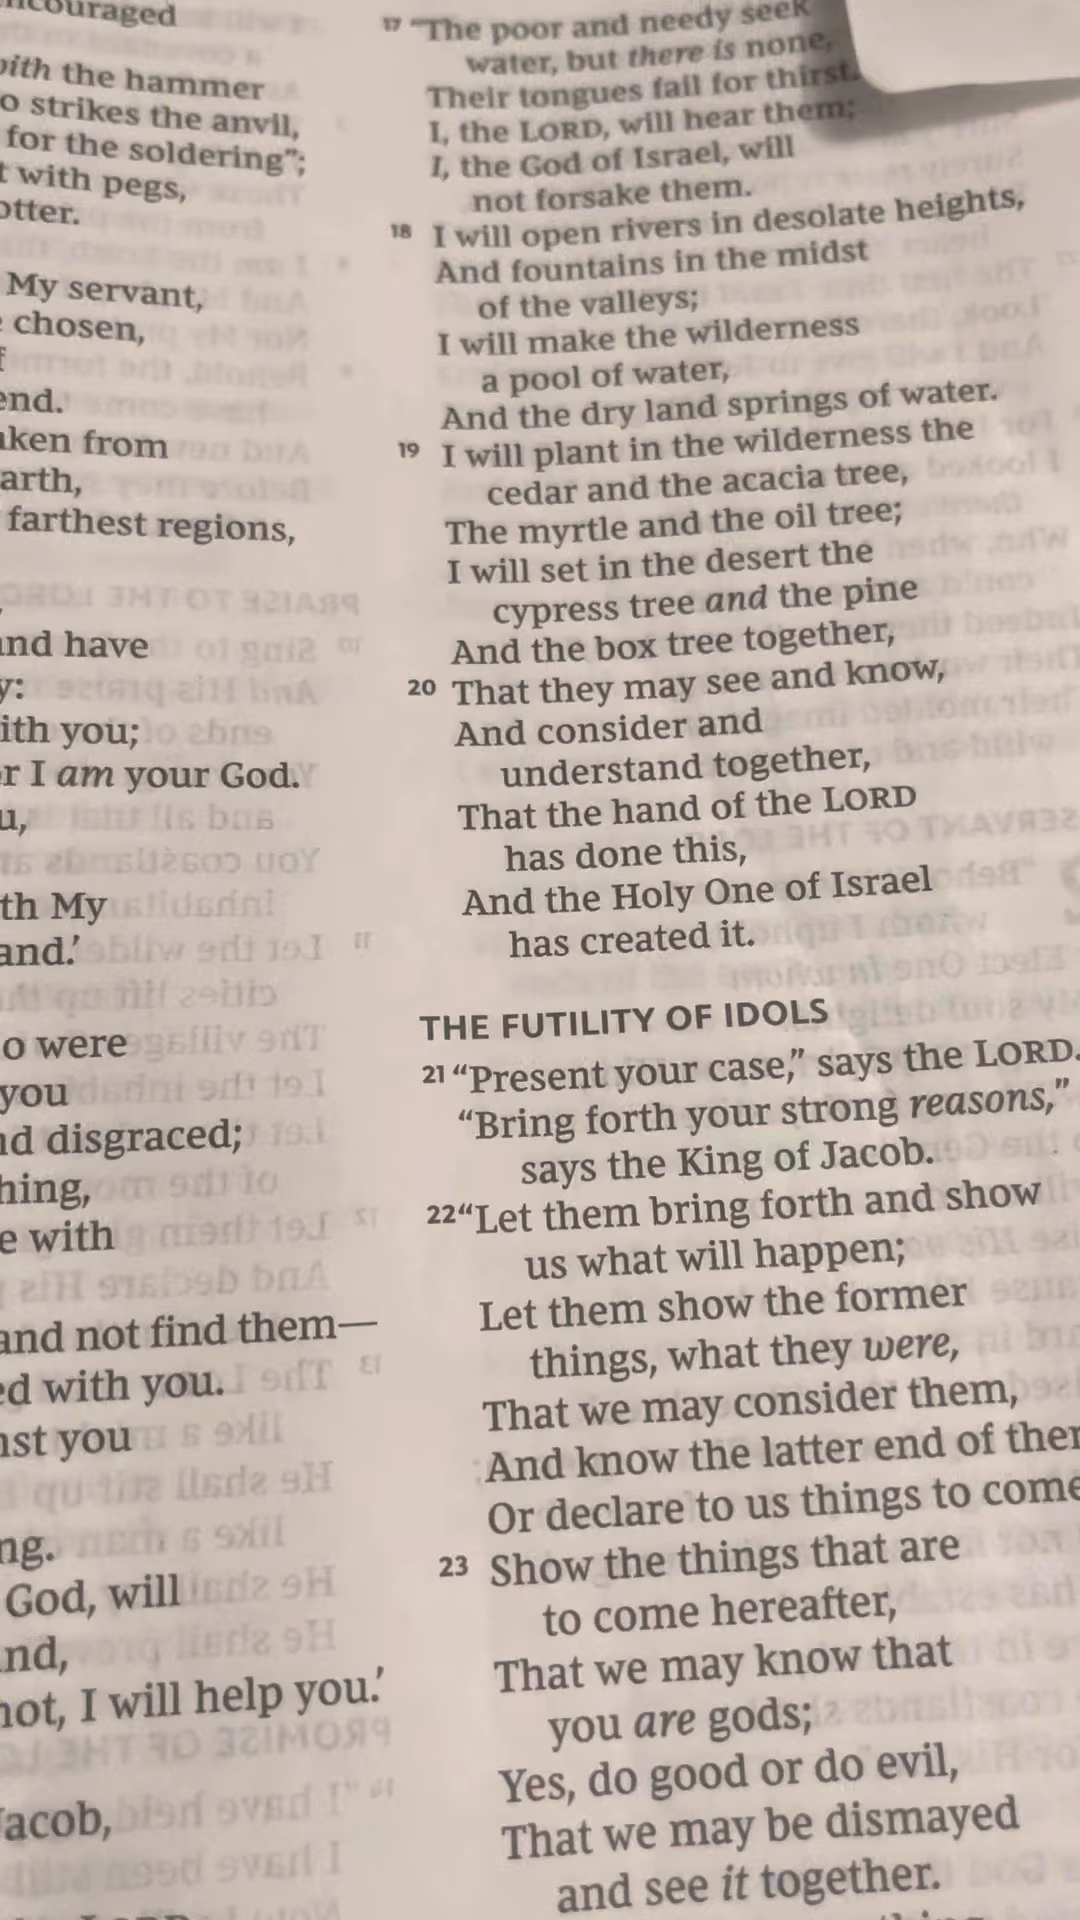 couraged
with the hammer
o strikes the anvil,
for the soldering”;
t with pegs,
otter.
My servant,
chosen,
f
end.
aken from
arth,
farthest regions,
and have
y:
ith you;
r I am your God.
u,
th My
and.’
o were
you
nd disgraced;
hing,
e with
and not find them—
ed with you.
nst you
ng.
God, will
and,
not, I will help you.’
Jacob,
LORD
17 “The poor and needy seek
water, but there is none,
Their tongues fail for thirst.
I, the LORD, will hear them;
I, the God of Israel, will
not forsake them.
18 I will open rivers in desolate heights,
And fountains in the midst
of the valleys;
I will make the wilderness
a pool of water,
And the dry land springs of water.
19 I will plant in the wilderness the
cedar and the acacia tree,
The myrtle and the oil tree;
I will set in the desert the
cypress tree and the pine
And the box tree together,
20 That they may see and know,
And consider and
understand together,
That the hand of the LORD
has done this,
And the Holy One of Israel
has created it.
THE FUTILITY OF IDOLS
21 “Present your case,” says the LORD.
“Bring forth your strong reasons,”
says the King of Jacob.
22 “Let them bring forth and show
us what will happen;
Let them show the former
things, what they were,
That we may consider them,
And know the latter end of them
Or declare to us things to come
23 Show the things that are
to come hereafter,
That we may know that
you are gods;
Yes, do good or do evil,
That we may be dismayed
and see it together.